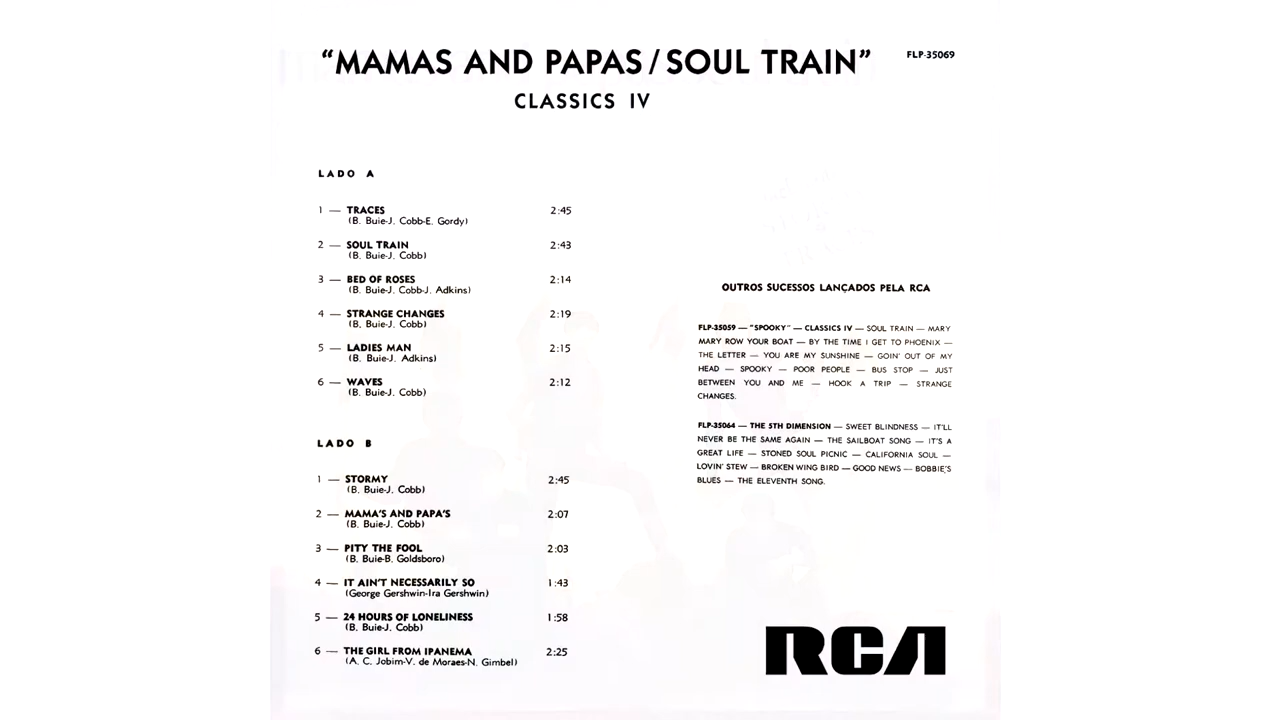 "MAMAS AND PAPAS / SOUL TRAIN"
FLP-35069
CLASSICS IV
LADO A
1 — TRACES 2:45
(B. Buie-J. Cobb-E. Gordy)
2 — SOUL TRAIN 2:43
(B. Buie-J. Cobb)
3 — BED OF ROSES 2:14
(B. Buie-J. Cobb-J. Adkins)
4 — STRANGE CHANGES 2:19
(B. Buie-J. Cobb)
5 — LADIES MAN 2:15
(B. Buie-J. Adkins)
6 — WAVES 2:12
(B. Buie-J. Cobb)
LADO B
1 — STORMY 2:45
(B. Buie-J. Cobb)
2 — MAMA'S AND PAPA'S 2:07
(B. Buie-J. Cobb)
3 — PITY THE FOOL 2:03
(B. Buie-B. Goldsboro)
4 — IT AIN'T NECESSARILY SO 1:43
(George Gershwin-Ira Gershwin)
5 — 24 HOURS OF LONELINESS 1:58
(B. Buie-J. Cobb)
6 — THE GIRL FROM IPANEMA 2:25
(A. C. Jobim-V. de Moraes-N. Gimbel)
OUTROS SUCESSOS LANÇADOS PELA RCA
FLP-35059 — "SPOOKY" — CLASSICS IV — SOUL TRAIN — MARY
MARY ROW YOUR BOAT — BY THE TIME I GET TO PHOENIX —
THE LETTER — YOU ARE MY SUNSHINE — GOIN' OUT OF MY
HEAD — SPOOKY — POOR PEOPLE — BUS STOP — JUST
BETWEEN YOU AND ME — HOOK A TRIP — STRANGE
CHANGES.
FLP-35064 — THE 5TH DIMENSION — SWEET BLINDNESS — IT'LL
NEVER BE THE SAME AGAIN — THE SAILBOAT SONG — IT'S A
GREAT LIFE — STONED SOUL PICNIC — CALIFORNIA SOUL —
LOVIN' STEW — BROKEN WING BIRD — GOOD NEWS — BOBBIE'S
BLUES — THE ELEVENTH SONG.
RCA